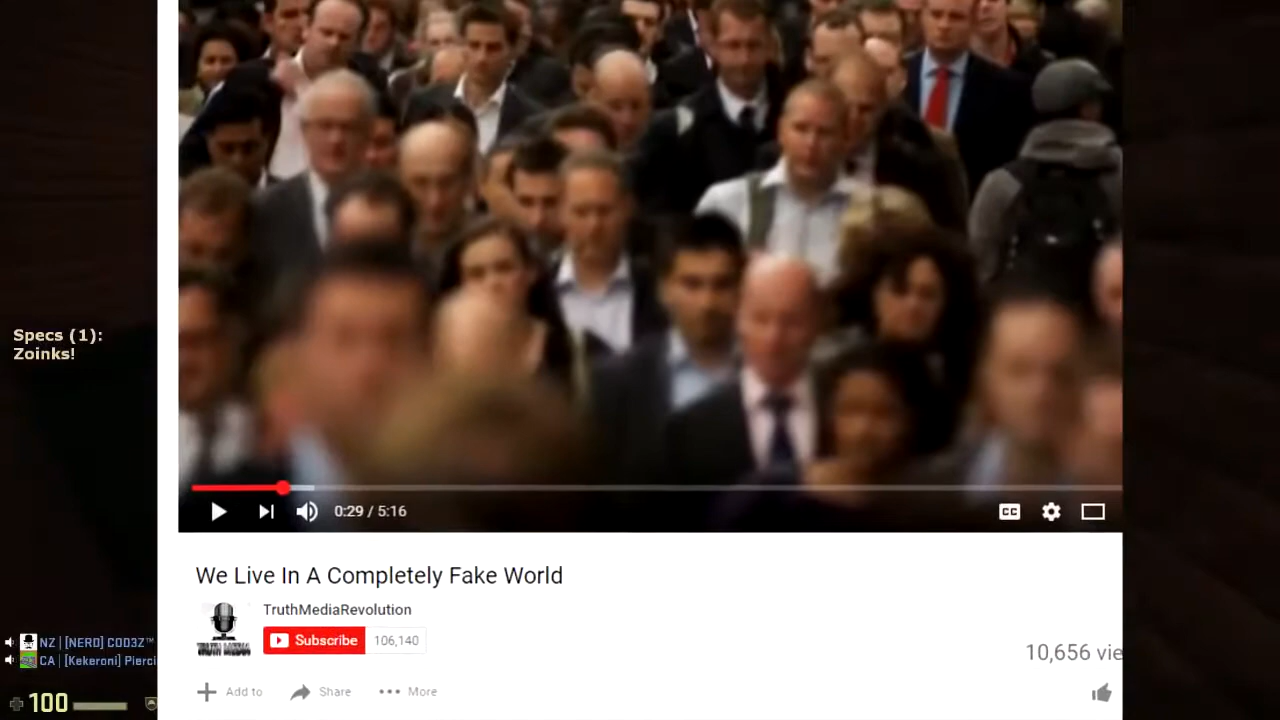 Specs (1):
Zoinks!
0:29 / 5:16
CC
We Live In A Completely Fake World
TruthMediaRevolution
Subscribe 106,140
NZ | [NERD] COD3Z™
CA | [Kekeroni] Pierci
10,656 vie
100
Add to Share More